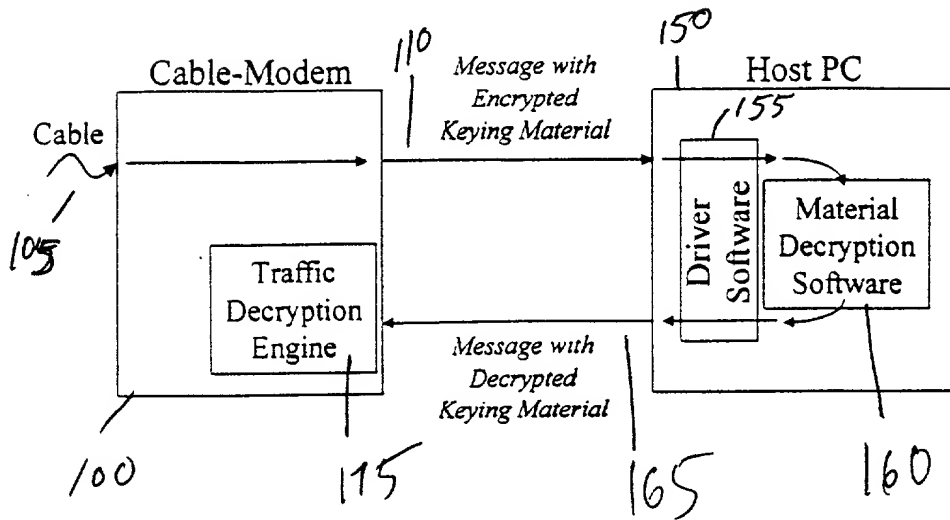 150
110
Cable-Modem
Message with
Encrypted
Keying Material
Host PC
155
Cable
105
Driver
Software
Material
Decryption
Software
Traffic
Decryption
Engine
Message with
Decrypted
Keying Material
100
175
165
160